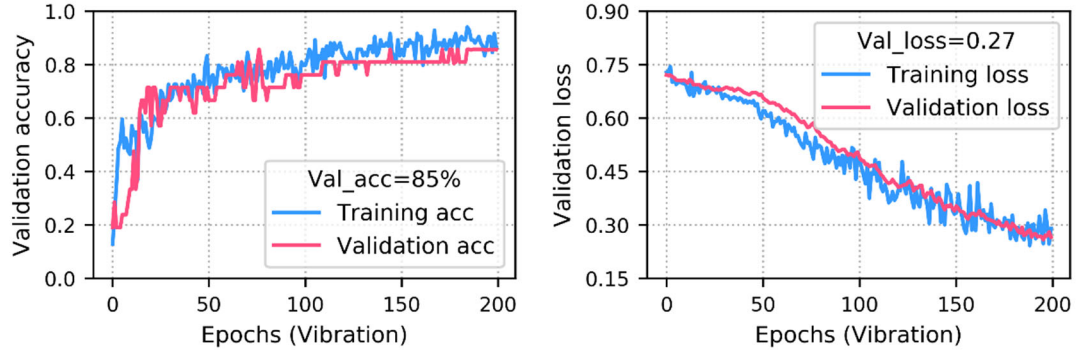 Validation accuracy
1.0
0.8
0.6
0.4
0.2
0.0
Val_acc=85%
Training acc
Validation acc
0 50 100 150 200
Epochs (Vibration)
Validation loss
0.90
0.75
0.60
0.45
0.30
0.15
Val_loss=0.27
Training loss
Validation loss
0 50 100 150 200
Epochs (Vibration)